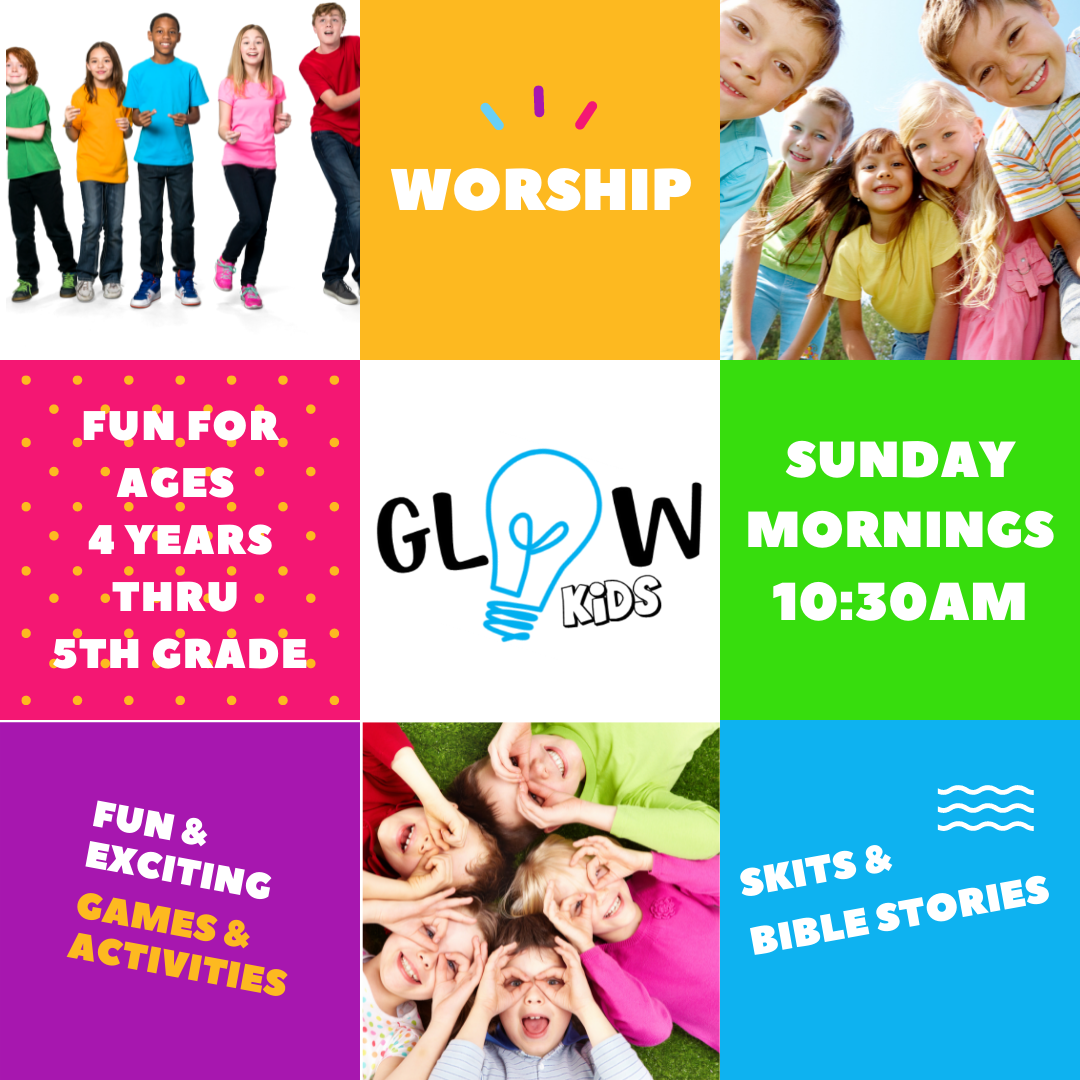 WORSHIP
FUN FOR
AGES
4 YEARS
THRU
5TH GRADE
GLOW
KiDS
SUNDAY
MORNINGS
10:30AM
FUN &
EXCITING
GAMES &
ACTIVITIES
SKITS &
BIBLE STORIES